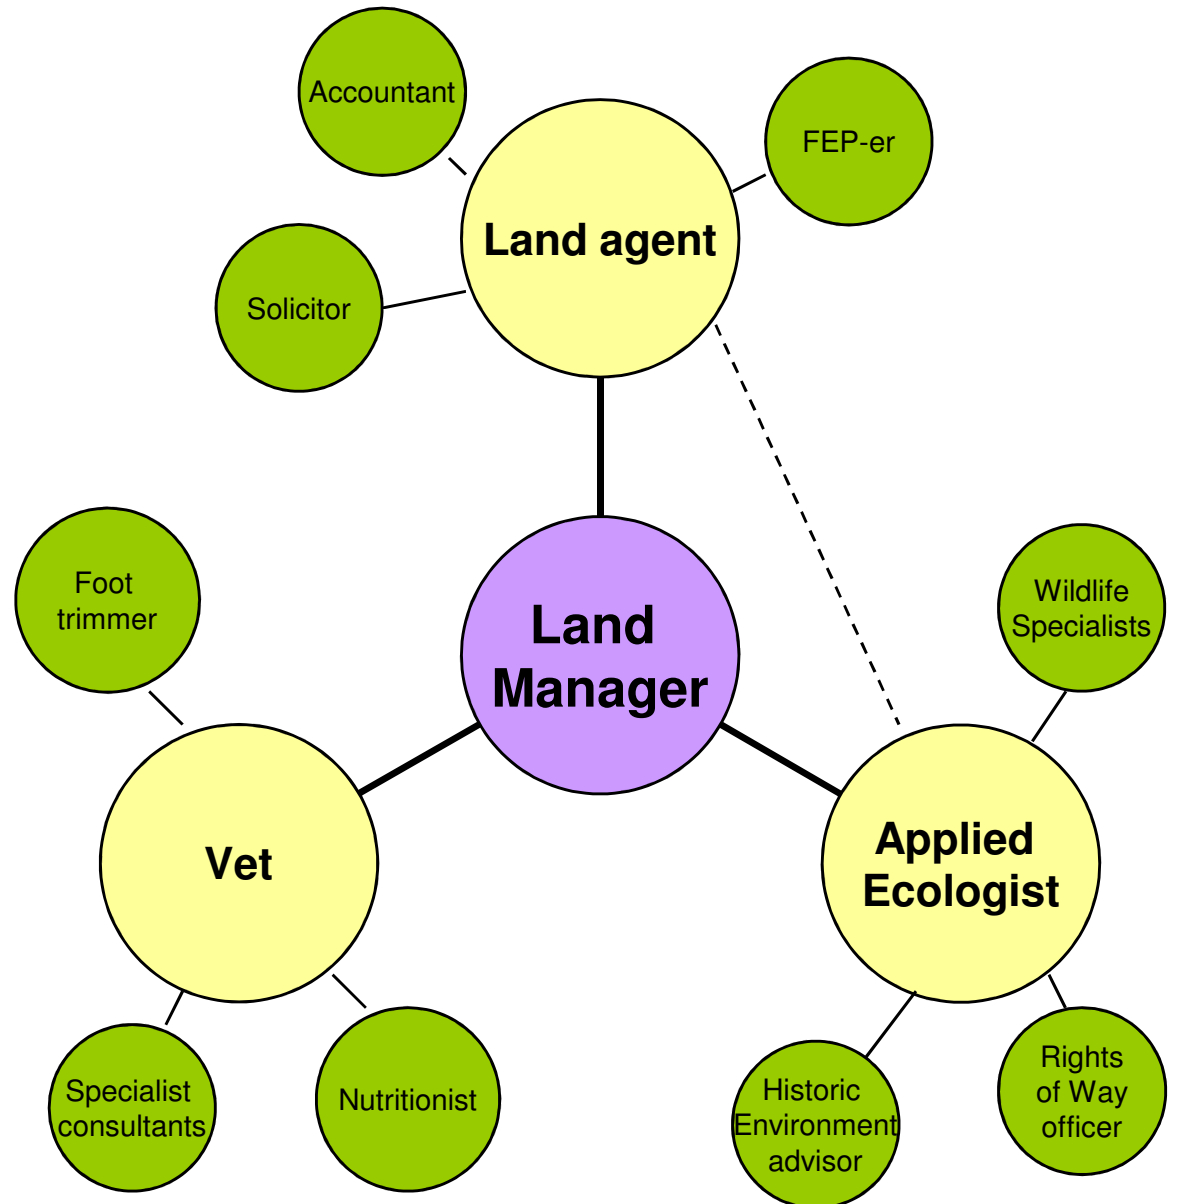 Accountant
FEP-er
Land agent
Solicitor
Foot
trimmer
Wildlife
Specialists
Land
Manager
Vet
Applied
Ecologist
Specialist
consultants
Nutritionist
Historic
Environment
advisor
Rights
of Way
officer